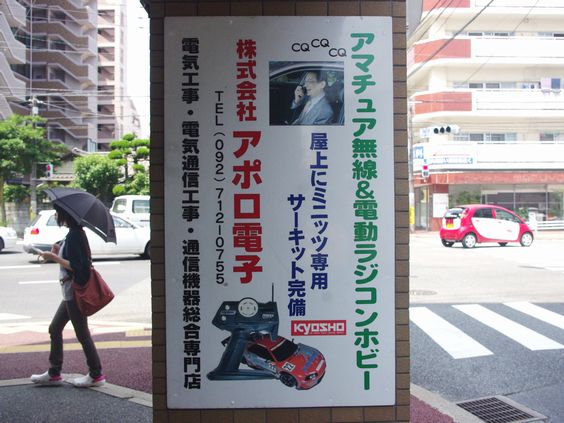 アマチュア無線&電動ラジコンホビー
CQ CQ CQ
屋上にミニッツ専用
サーキット完備
KYOSHO
株式会社 アポロ電子
TEL(092)712-0755
電気工事・電気通信工事・通信機器総合専門店